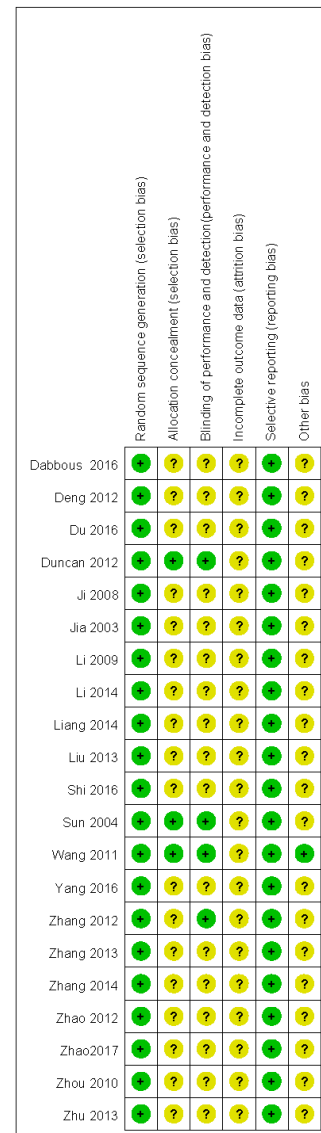 Random sequence generation (selection bias)
Allocation concealment (selection bias)
Blinding of performance and detection(performance and detection bias)
Incomplete outcome data (attrition bias)
Selective reporting (reporting bias)
Other bias
Dabbous 2016 + ? ? ? + ?
Deng 2012 + ? ? ? + ?
Du 2016 + ? ? ? + ?
Duncan 2012 + + + ? + ?
Ji 2008 + ? ? ? + ?
Jia 2003 + ? ? ? + ?
Li 2009 + ? ? ? + ?
Li 2014 + ? ? ? + ?
Liang 2014 + ? ? ? + ?
Liu 2013 + ? ? ? + ?
Shi 2016 + ? ? ? + ?
Sun 2004 + + + ? + ?
Wang 2011 + + + ? + +
Yang 2016 + ? ? ? + ?
Zhang 2012 + ? + ? + ?
Zhang 2013 + ? ? ? + ?
Zhang 2014 + ? ? ? + ?
Zhao 2012 + ? ? ? + ?
Zhao2017 + ? ? ? + ?
Zhou 2010 + ? ? ? + ?
Zhu 2013 + ? ? ? + ?